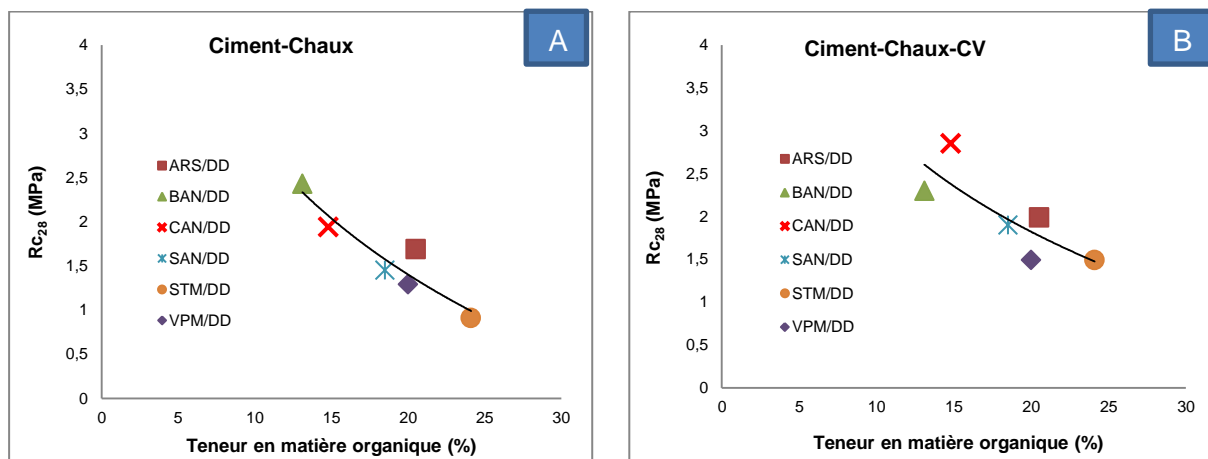 A
Ciment-Chaux
4
3,5
3
2,5
2
1,5
1
0,5
0
0 5 10 15 20 25 30
Rc28 (MPa)
Teneur en matière organique (%)
ARS/DD
BAN/DD
CAN/DD
SAN/DD
STM/DD
VPM/DD
B
Ciment-Chaux-CV
4
3,5
3
2,5
2
1,5
1
0,5
0
0 5 10 15 20 25 30
Rc28 (MPa)
Teneur en matière organique (%)
ARS/DD
BAN/DD
CAN/DD
SAN/DD
STM/DD
VPM/DD